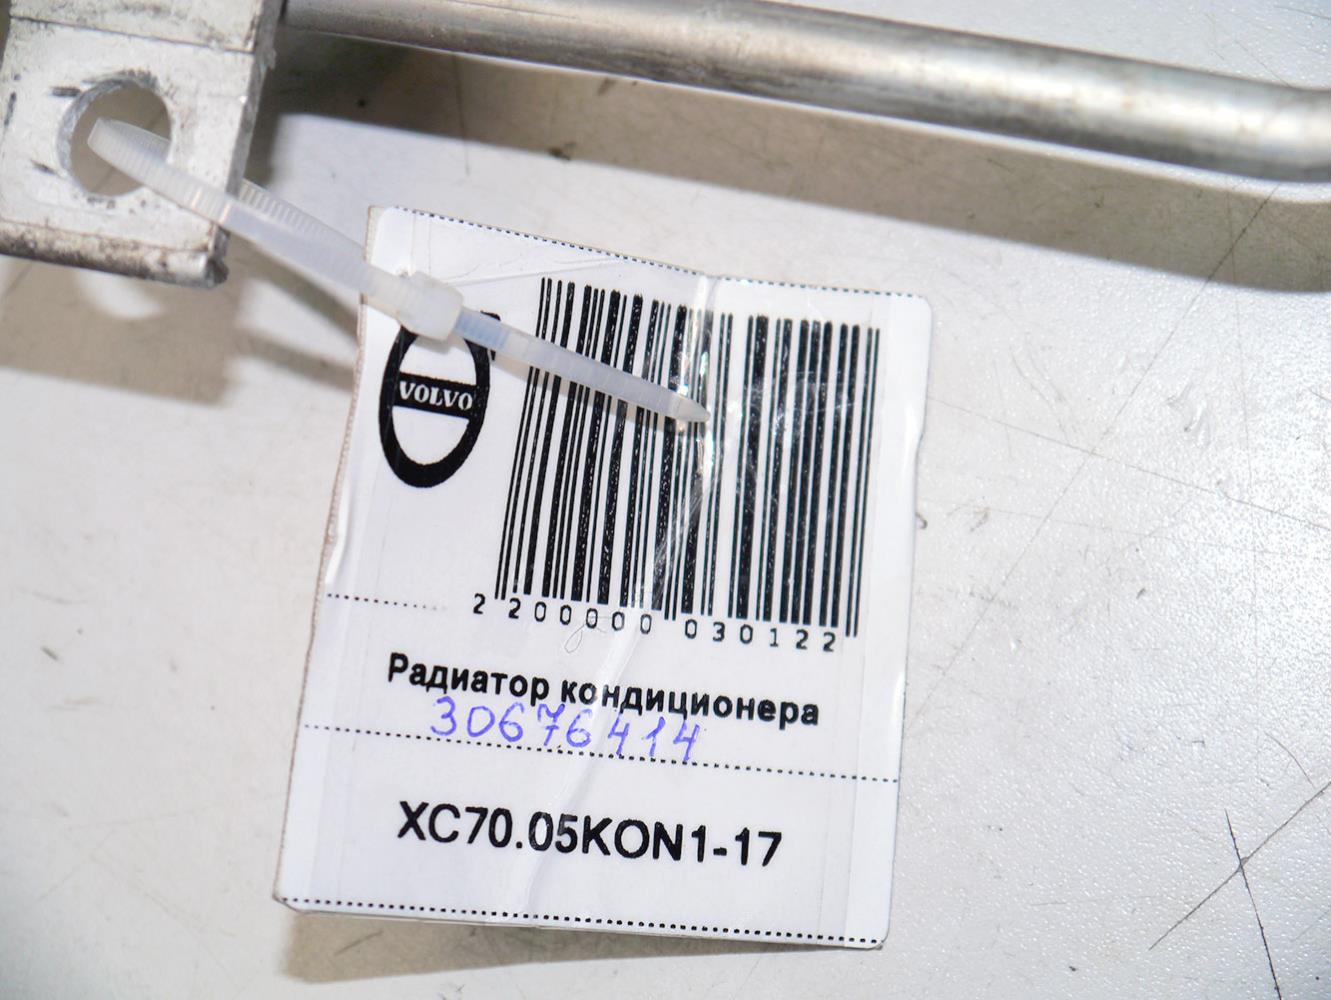 VOLVO
2 200000 030122
Радиатор кондиционера
30676414
XC70.05KON1-17